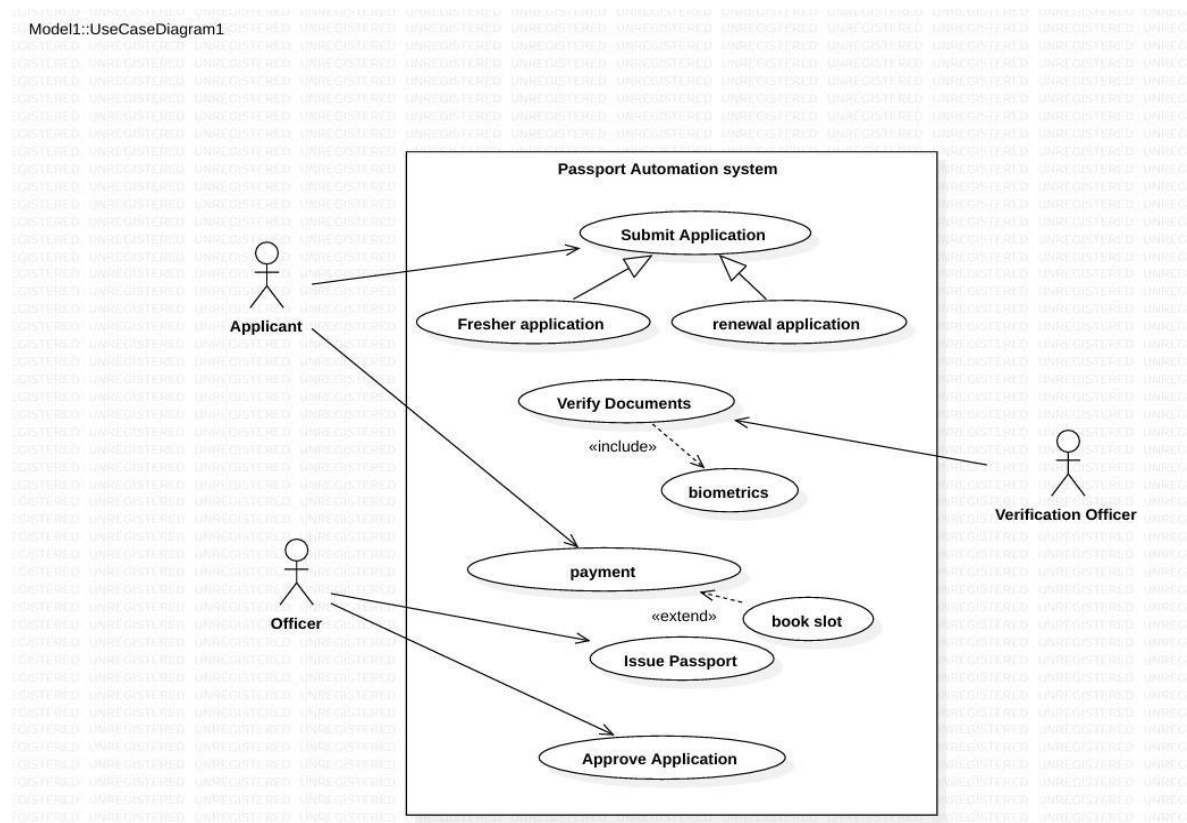 Model1::UseCaseDiagram1
Passport Automation system
Submit Application
Fresher application
renewal application
Applicant
Verify Documents
«include»
biometrics
Verification Officer
payment
«extend»
book slot
Officer
Issue Passport
Approve Application
UNREGISTERED